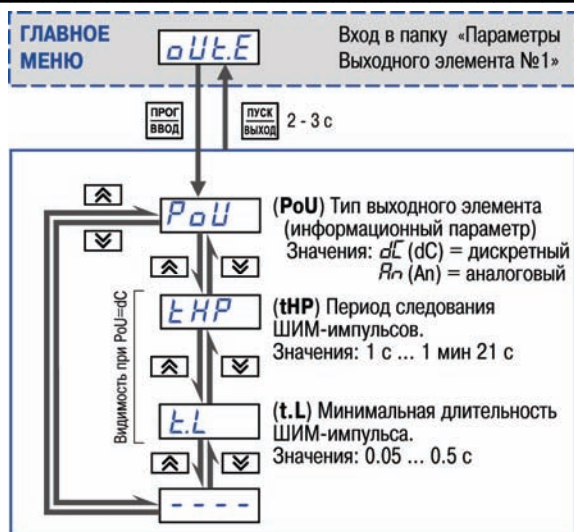 ГЛАВНОЕ
МЕНЮ
oUt.E
Вход в папку «Параметры
Выходного элемента №1»
ПРОГ
ВВОД
ПУСК
ВЫХОД
2 - 3 с
PoU
(PoU) Тип выходного элемента
(информационный параметр)
Значения: dC (dC) = дискретный
An (An) = аналоговый
Видимость при PoU=dC
tHP
(tHP) Период следования
ШИМ-импульсов.
Значения: 1 с ... 1 мин 21 с
t.L
(t.L) Минимальная длительность
ШИМ-импульса.
Значения: 0.05 ... 0.5 с
- - - -